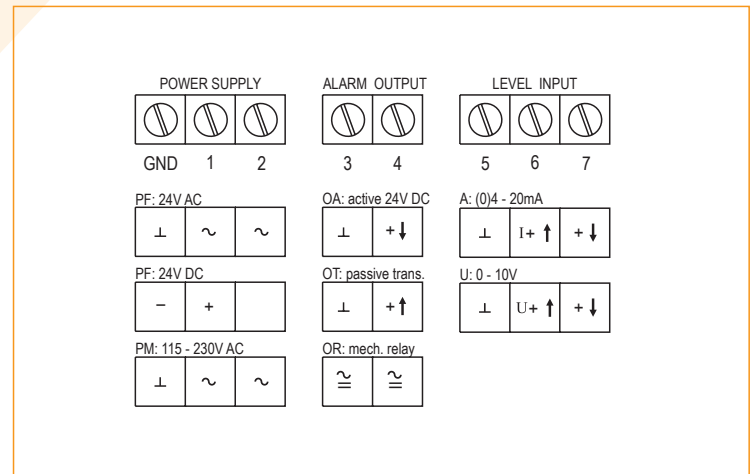 POWER SUPPLY ALARM OUTPUT LEVEL INPUT
GND 1 2 3 4 5 6 7
PF: 24V AC OA: active 24V DC A: (0)4 - 20mA
⊥ ~ ~ ⊥ +↓ ⊥ I+ ↑ +↓
PF: 24V DC OT: passive trans. U: 0 - 10V
− + ⊥ +↑ ⊥ U+ ↑ +↓
PM: 115 - 230V AC OR: mech. relay
⊥ ~ ~ ≅ ≅